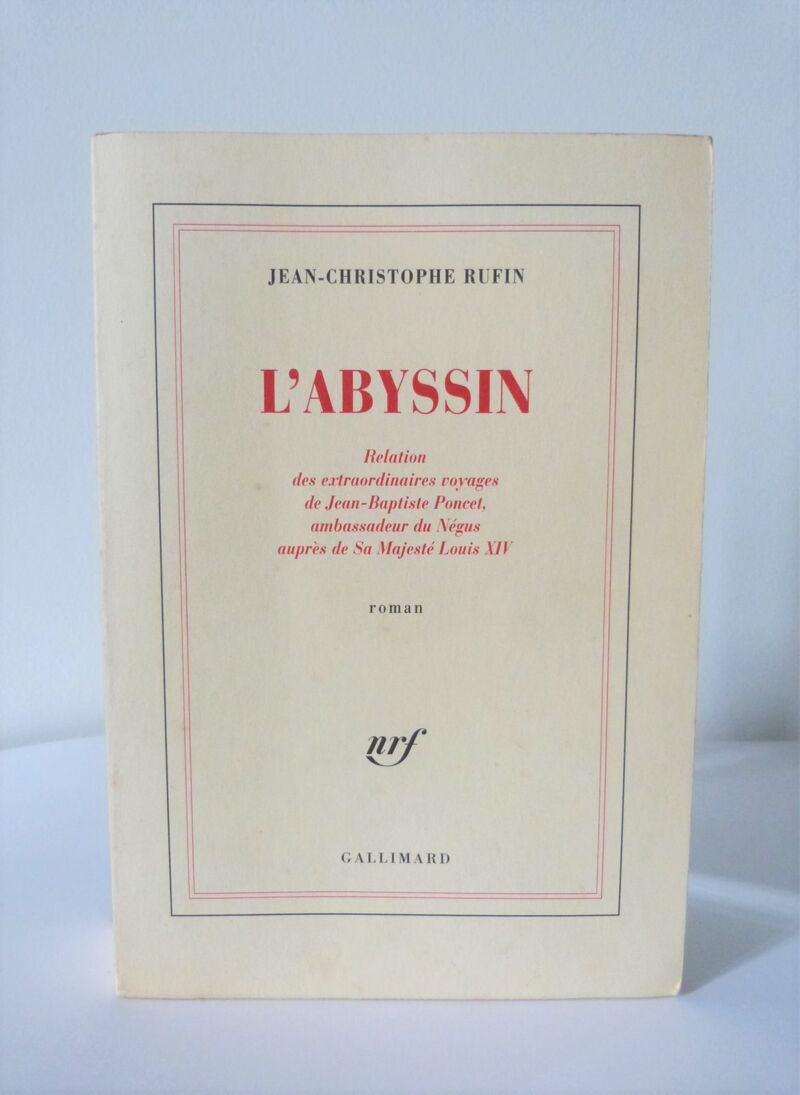 JEAN-CHRISTOPHE RUFIN
L'ABYSSIN
Relation
des extraordinaires voyages
de Jean-Baptiste Poncet,
ambassadeur du Négus
auprès de Sa Majesté Louis XIV
roman
nrf
GALLIMARD